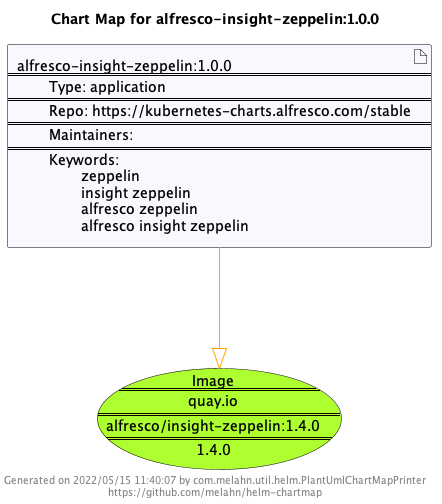 Chart Map for alfresco-insight-zeppelin:1.0.0
alfresco-insight-zeppelin:1.0.0
Type: application
Repo: https://kubernetes-charts.alfresco.com/stable
Maintainers:
Keywords:
zeppelin
insight zeppelin
alfresco zeppelin
alfresco insight zeppelin
Image
quay.io
alfresco/insight-zeppelin:1.4.0
1.4.0
Generated on 2022/05/15 11:40:07 by com.melahn.util.helm.PlantUmlChartMapPrinter
https://github.com/melahn/helm-chartmap